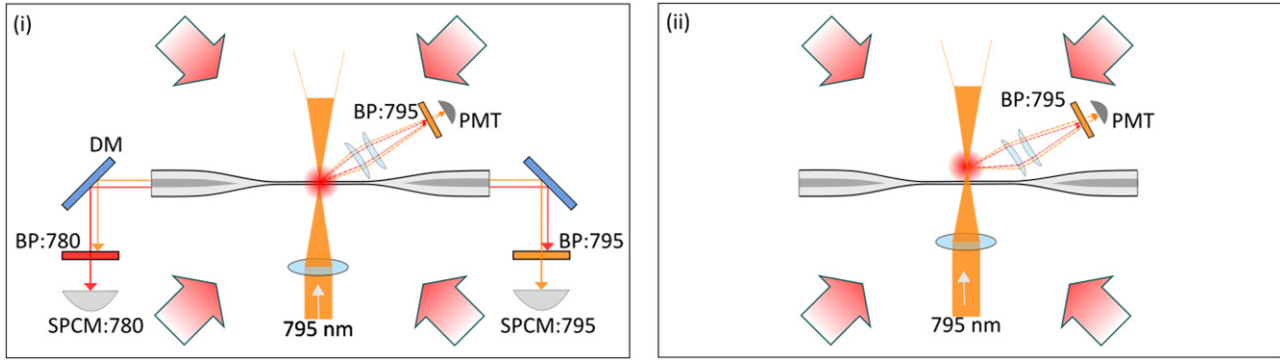 (i)
BP:795
PMT
DM
BP:780
BP:795
SPCM:780
795 nm
SPCM:795
(ii)
BP:795
PMT
795 nm